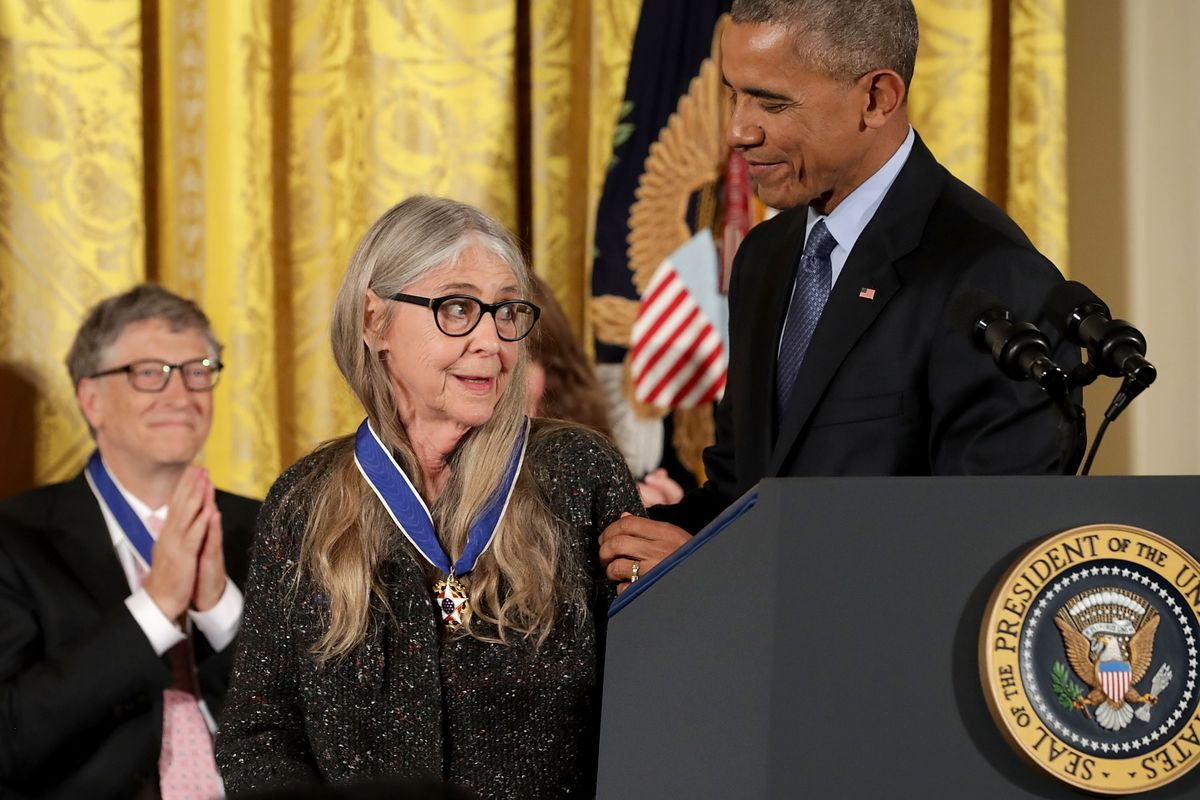 SEAL OF THE PRESIDENT OF THE UN